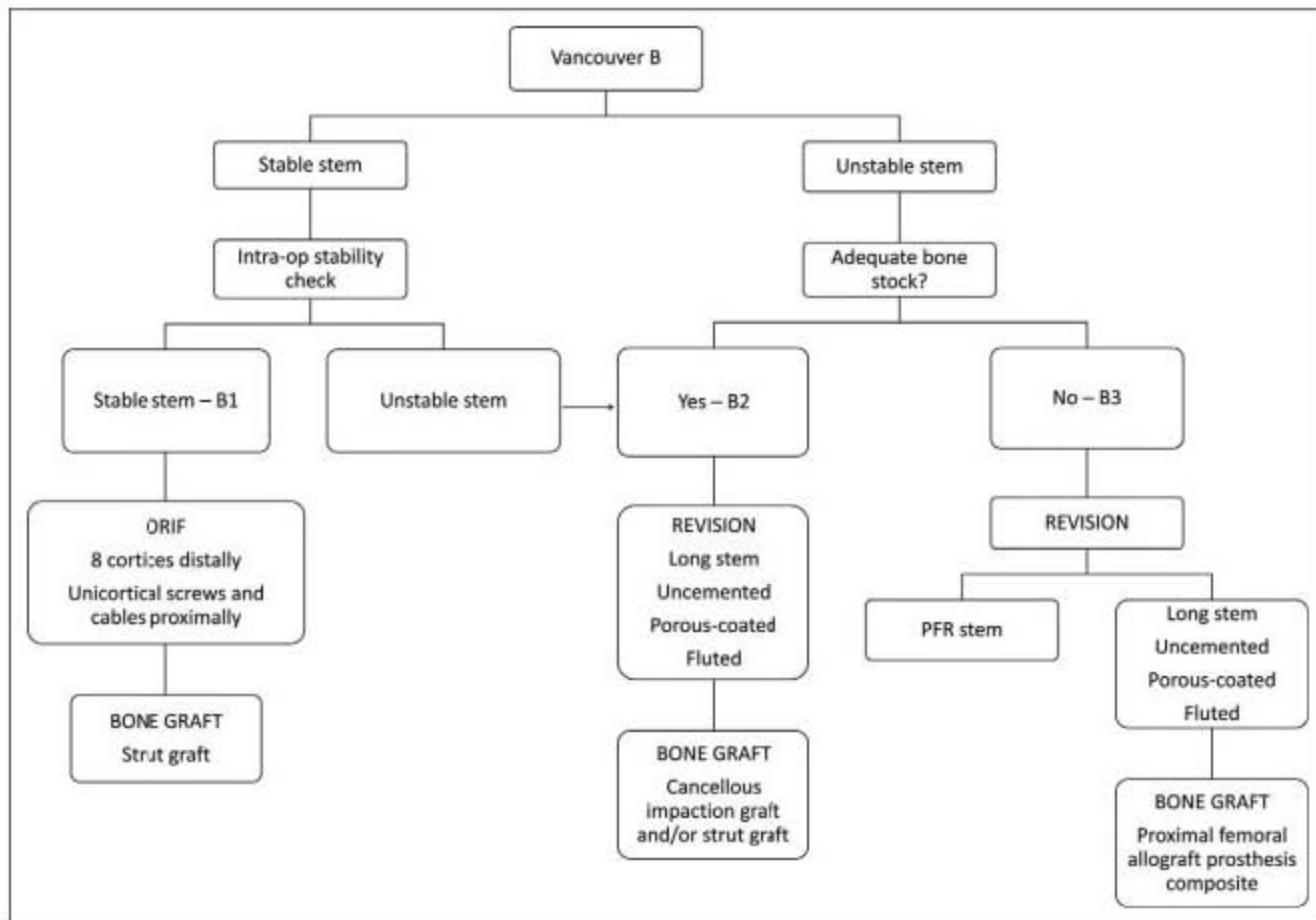 Vancouver B
Stable stem
Unstable stem
Intra-op stability
check
Adequate bone
stock?
Stable stem – B1
Unstable stem
Yes – B2
No – B3
ORIF
8 cortices distally
Unicortical screws and
cables proximally
REVISION
Long stem
Uncemented
Porous-coated
Fluted
REVISION
PFR stem
Long stem
Uncemented
Porous-coated
Fluted
BONE GRAFT
Strut graft
BONE GRAFT
Cancellous
impaction graft
and/or strut graft
BONE GRAFT
Proximal femoral
allograft prosthesis
composite